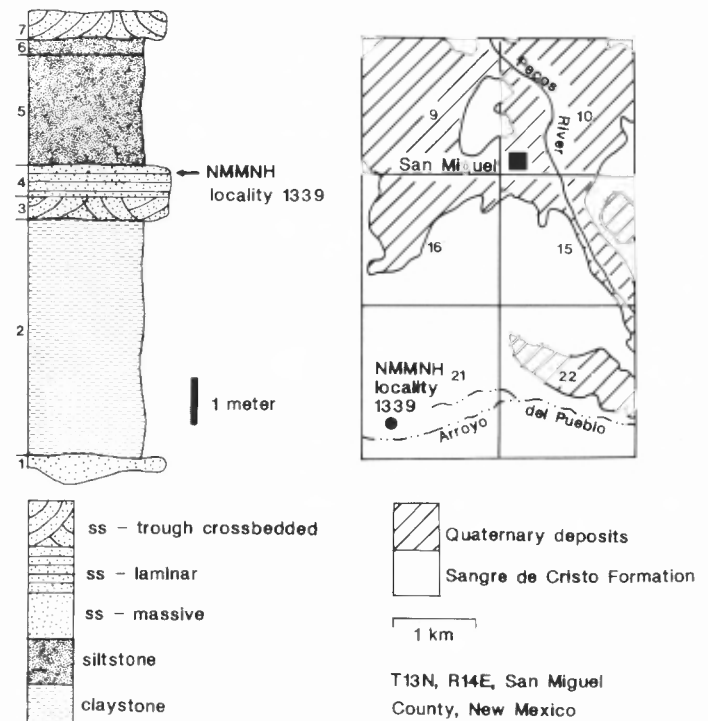 7
6
5
4
3
2
1
NMMNH
locality 1339
1 meter
ss – trough crossbedded
ss – laminar
ss – massive
siltstone
claystone
Pecos
River
9
10
San Miguel
16
15
NMMNH
locality
1339
21
22
Arroyo
del Pueblo
Quaternary deposits
Sangre de Cristo Formation
1 km
T13N, R14E, San Miguel
County, New Mexico